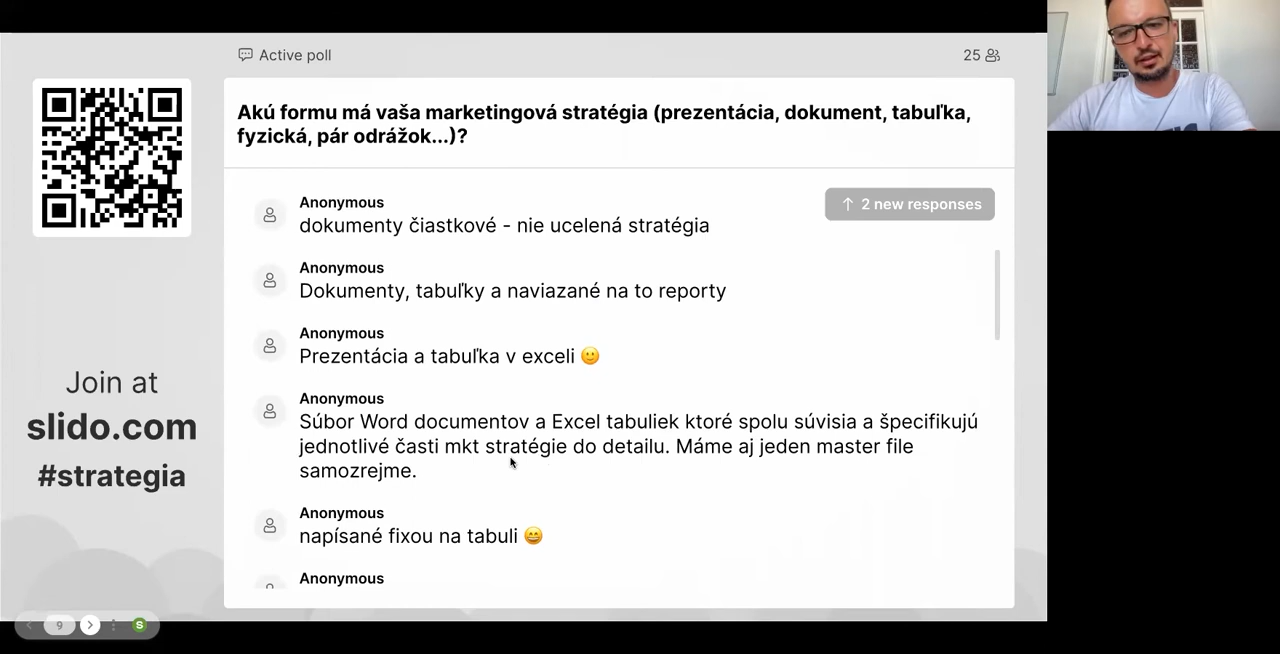 Active poll
25
Akú formu má vaša marketingová stratégia (prezentácia, dokument, tabuľka,
fyzická, pár odrážok...)?
2 new responses
Anonymous
dokumenty čiastkové - nie ucelená stratégia
Anonymous
Dokumenty, tabuľky a naviazané na to reporty
Anonymous
Prezentácia a tabuľka v exceli 🙂
Anonymous
Súbor Word documentov a Excel tabuliek ktoré spolu súvisia a špecifikujú
jednotlivé časti mkt stratégie do detailu. Máme aj jeden master file
samozrejme.
Anonymous
napísané fixou na tabuli 😄
Anonymous
Join at
slido.com
#strategia
9
S